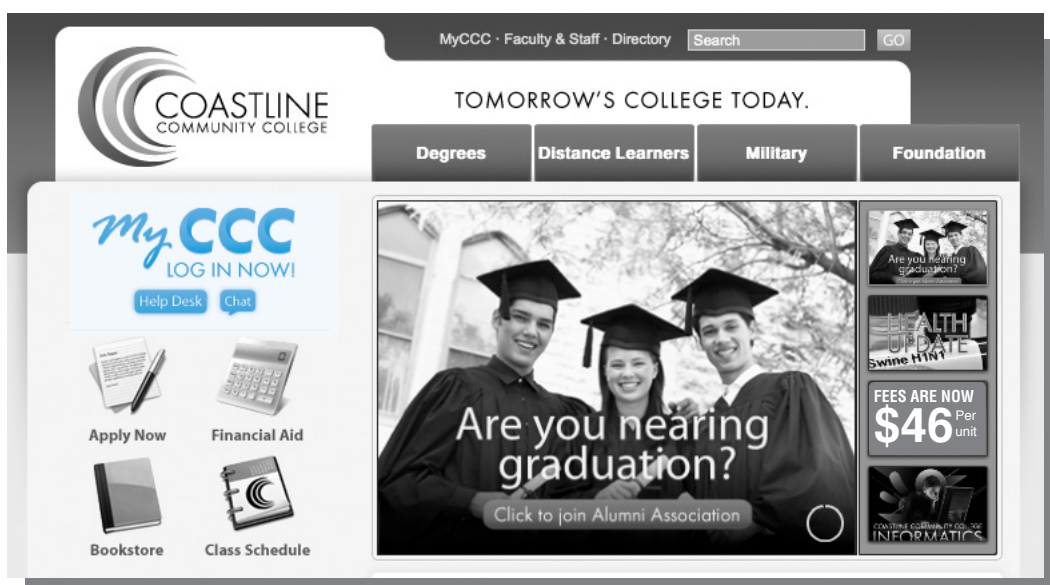 MyCCC · Faculty & Staff · Directory
Search
GO
COASTLINE
COMMUNITY COLLEGE
TOMORROW'S COLLEGE TODAY.
Degrees
Distance Learners
Military
Foundation
My CCC
LOG IN NOW!
Help Desk
Chat
Apply Now
Financial Aid
Bookstore
Class Schedule
Are you nearing
graduation?
Click to join Alumni Association
Are you nearing
graduation?
HEALTH
UPDATE
Swine H1N1
FEES ARE NOW
$46 Per
unit
COASTLINE COMMUNITY COLLEGE
INFORMATICS